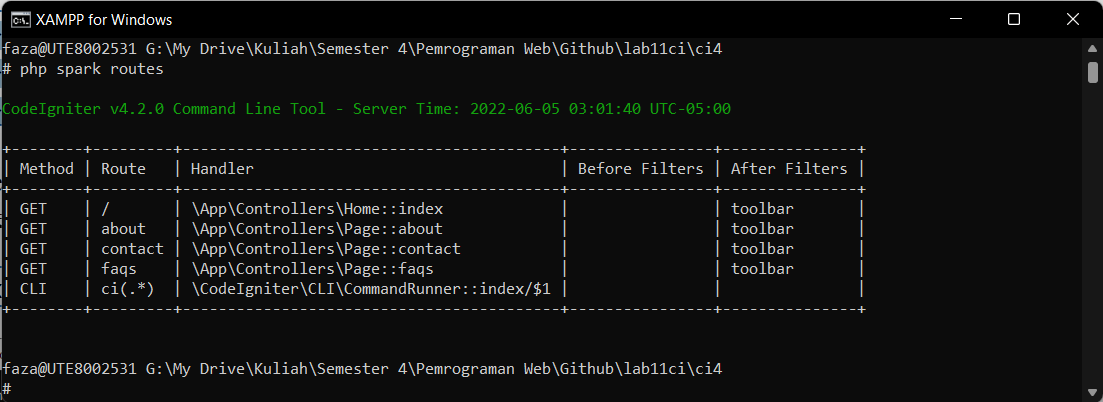 XAMPP for Windows
faza@UTE8002531 G:\My Drive\Kuliah\Semester 4\Pemrograman Web\Github\lab11ci\ci4
# php spark routes
CodeIgniter v4.2.0 Command Line Tool - Server Time: 2022-06-05 03:01:40 UTC-05:00
+--------+---------+------------------------------------------+----------------+---------------+
| Method | Route   | Handler                                  | Before Filters | After Filters |
+--------+---------+------------------------------------------+----------------+---------------+
| GET    | /       | \App\Controllers\Home::index             |                | toolbar       |
| GET    | about   | \App\Controllers\Page::about             |                | toolbar       |
| GET    | contact | \App\Controllers\Page::contact           |                | toolbar       |
| GET    | faqs    | \App\Controllers\Page::faqs              |                | toolbar       |
| CLI    | ci(.*)  | \CodeIgniter\CLI\CommandRunner::index/$1 |                |               |
+--------+---------+------------------------------------------+----------------+---------------+
faza@UTE8002531 G:\My Drive\Kuliah\Semester 4\Pemrograman Web\Github\lab11ci\ci4
#